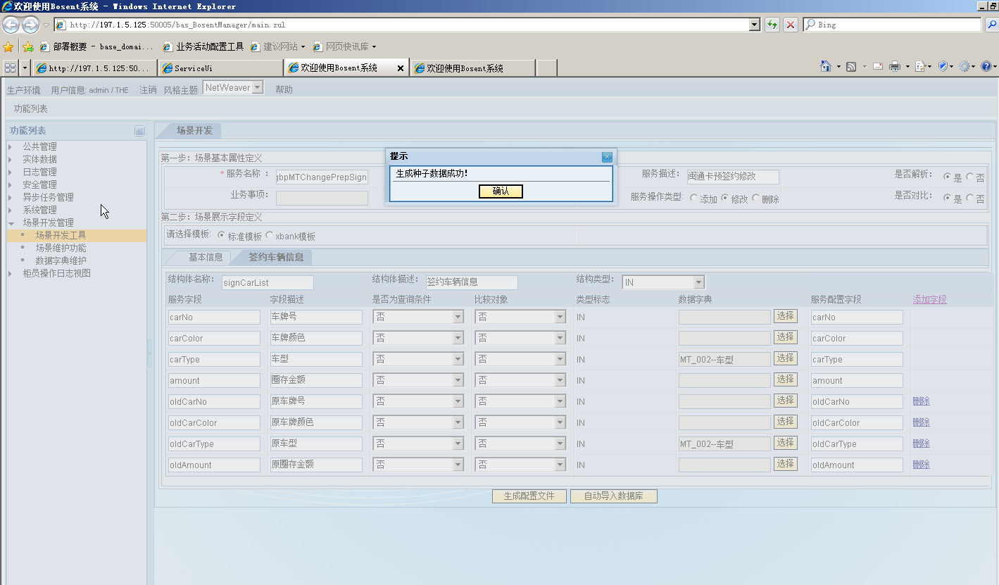 欢迎使用Bosent系统 - Windows Internet Explorer
http://197.1.5.125:50005/bas_BosentManager/main.zul
Bing
部署概要 - base_domai... 业务活动配置工具 建议网站 网页快讯库
http://197.1.5.125:50... ServiceUi 欢迎使用Bosent系统 欢迎使用Bosent系统
生产环境 用户信息: admin / THE 注销 风格主题: NetWeaver 帮助
功能列表
功能列表
公共管理
实体数据
日志管理
安全管理
异步任务管理
系统管理
场景开发管理
场景开发工具
场景维护功能
数据字典维护
柜员操作日志视图
场景开发
第一步：场景基本属性定义
* 服务名称 ： gbpMTChangePrepSign 服务描述： 闽通卡预签约修改 是否解析： 是 否
业务事项： 服务操作类型: 添加 修改 删除 是否对比： 是 否
提示
生成种子数据成功!
确认
第二步：场景展示字段定义
请选择模板: 标准模板 xbank模板
基本信息 签约车辆信息
结构体名称： signCarList 结构体描述： 签约车辆信息 结构类型： IN
服务字段 字段描述 是否为查询条件 比较对象 类型标志 数据字典 服务配置字段 添加字段
carNo 车牌号 否 否 IN 选择 carNo
carColor 车牌颜色 否 否 IN 选择 carColor
carType 车型 否 否 IN MT_002--车型 选择 carType
amount 圈存金额 否 否 IN 选择 amount
oldCarNo 原车牌号 否 否 IN 选择 oldCarNo 删除
oldCarColor 原车牌颜色 否 否 IN 选择 oldCarColor 删除
oldCarType 原车型 否 否 IN MT_002--车型 选择 oldCarType 删除
oldAmount 原圈存金额 否 否 IN 选择 oldAmount 删除
生成配置文件 自动导入数据库